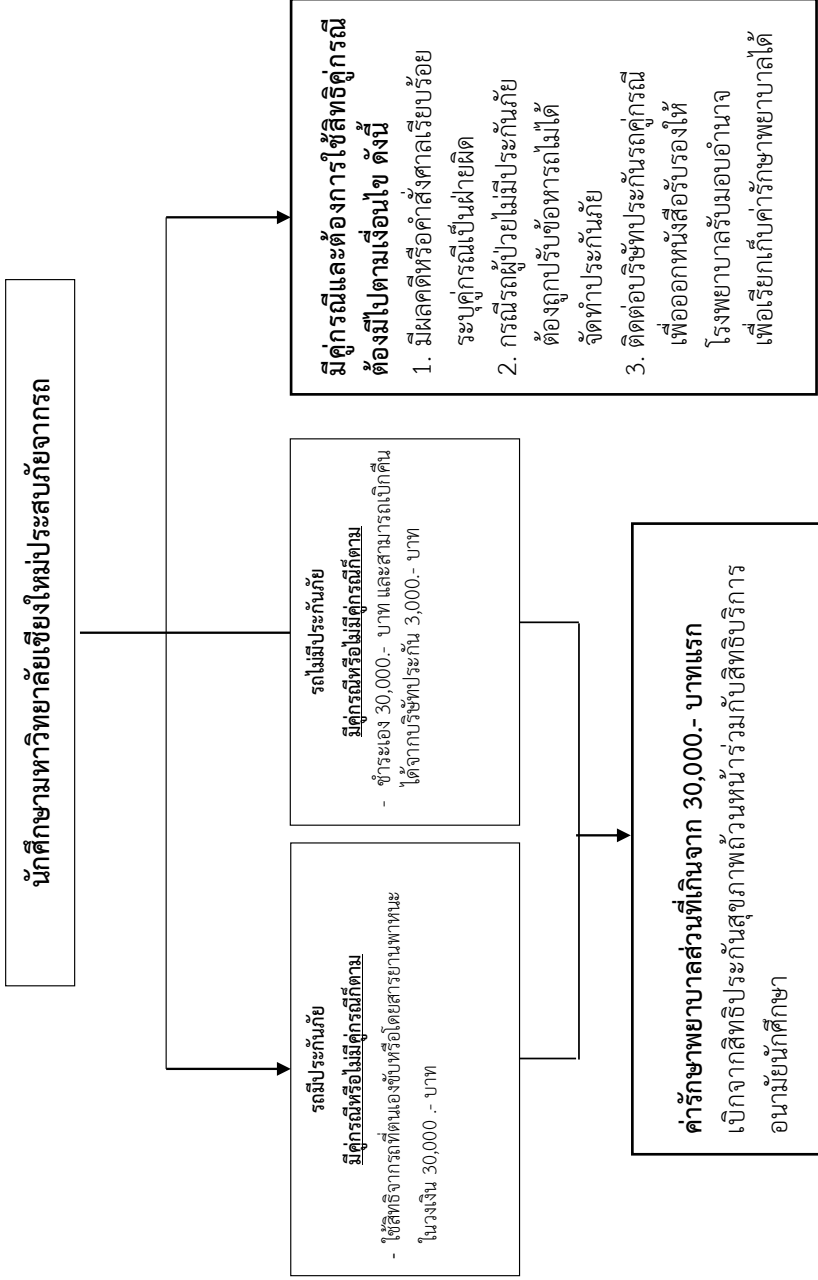 นักศึกษามหาวิทยาลัยเชียงใหม่ประสบภัยจากรถ
รถมีประกันภัย
มีคู่กรณีหรือไม่มีคู่กรณีก็ตาม
- ใช้สิทธิจากรถที่ตนเองขับหรือโดยสารยานพาหนะ
ในวงเงิน 30,000 .- บาท
รถไม่มีประกันภัย
มีคู่กรณีหรือไม่มีคู่กรณีก็ตาม
- ชำระเอง 30,000.- บาท และสามารถเบิกคืน
ได้จากบริษัทประกัน 3,000.- บาท
มีคู่กรณีและต้องการใช้สิทธิคู่กรณี
ต้องมีไปตามเงื่อนไข ดังนี้
1. มีผลคดีหรือคำสั่งศาลเรียบร้อย
ระบุคู่กรณีเป็นฝ่ายผิด
2. กรณีรถผู้ป่วยไม่มีประกันภัย
ต้องถูกปรับข้อหารถไม่ได้
จัดทำประกันภัย
3. ติดต่อบริษัทประกันรถคู่กรณี
เพื่อออกหนังสือรับรองให้
โรงพยาบาลรับมอบอำนาจ
เพื่อเรียกเก็บค่ารักษาพยาบาลได้
ค่ารักษาพยาบาลส่วนที่เกินจาก 30,000.- บาทแรก
เบิกจากสิทธิประกันสุขภาพถ้วนหน้าร่วมกับสิทธิบริการ
อนามัยนักศึกษา